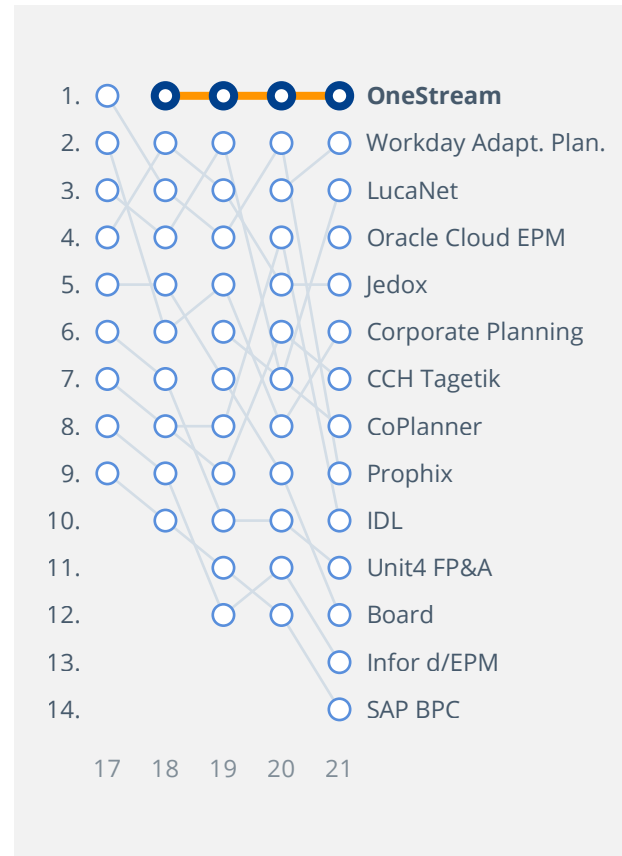 1. OneStream
2. Workday Adapt. Plan.
3. LucaNet
4. Oracle Cloud EPM
5. Jedox
6. Corporate Planning
7. CCH Tagetik
8. CoPlanner
9. Prophix
10. IDL
11. Unit4 FP&A
12. Board
13. Infor d/EPM
14. SAP BPC
17 18 19 20 21